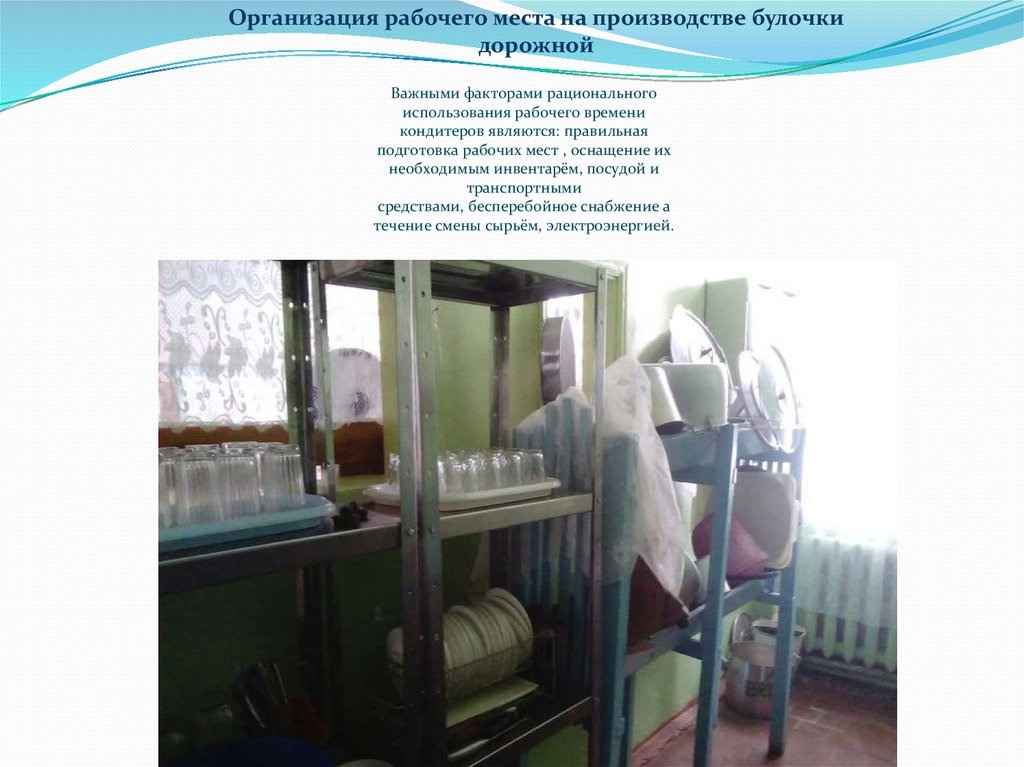 Организация рабочего места на производстве булочки
дорожной
Важными факторами рационального
использования рабочего времени
кондитеров являются: правильная
подготовка рабочих мест , оснащение их
необходимым инвентарём, посудой и
транспортными
средствами, бесперебойное снабжение а
течение смены сырьём, электроэнергией.